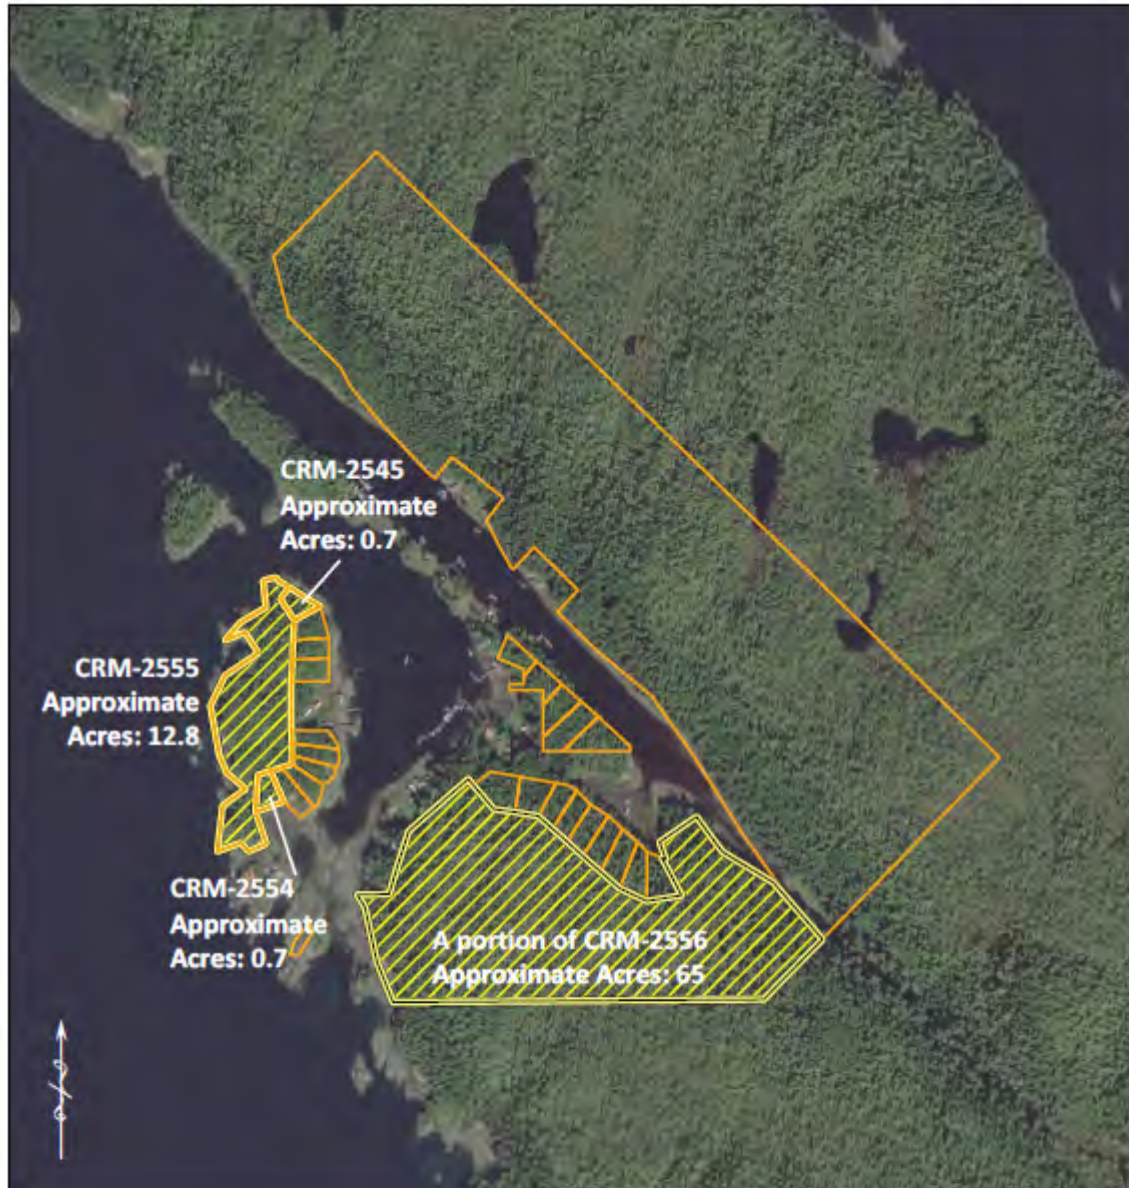 CRM-2545
Approximate
Acres: 0.7
CRM-2555
Approximate
Acres: 12.8
CRM-2554
Approximate
Acres: 0.7
A portion of CRM-2556
Approximate Acres: 65